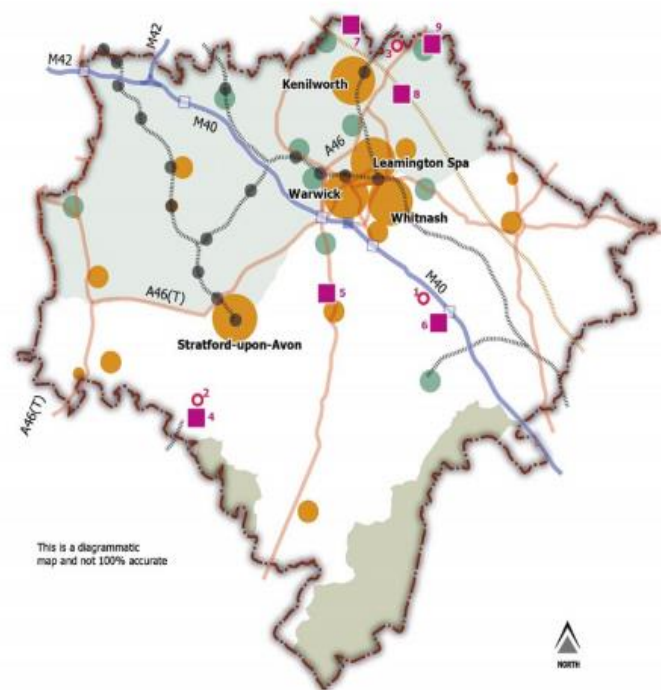 M42
M42
7
3
9
Kenilworth
8
M40
A46
Leamington Spa
Warwick
Whitnash
A46(T)
5
1
M40
6
Stratford-upon-Avon
A46(T)
2
4
This is a diagrammatic
map and not 100% accurate
NORTH